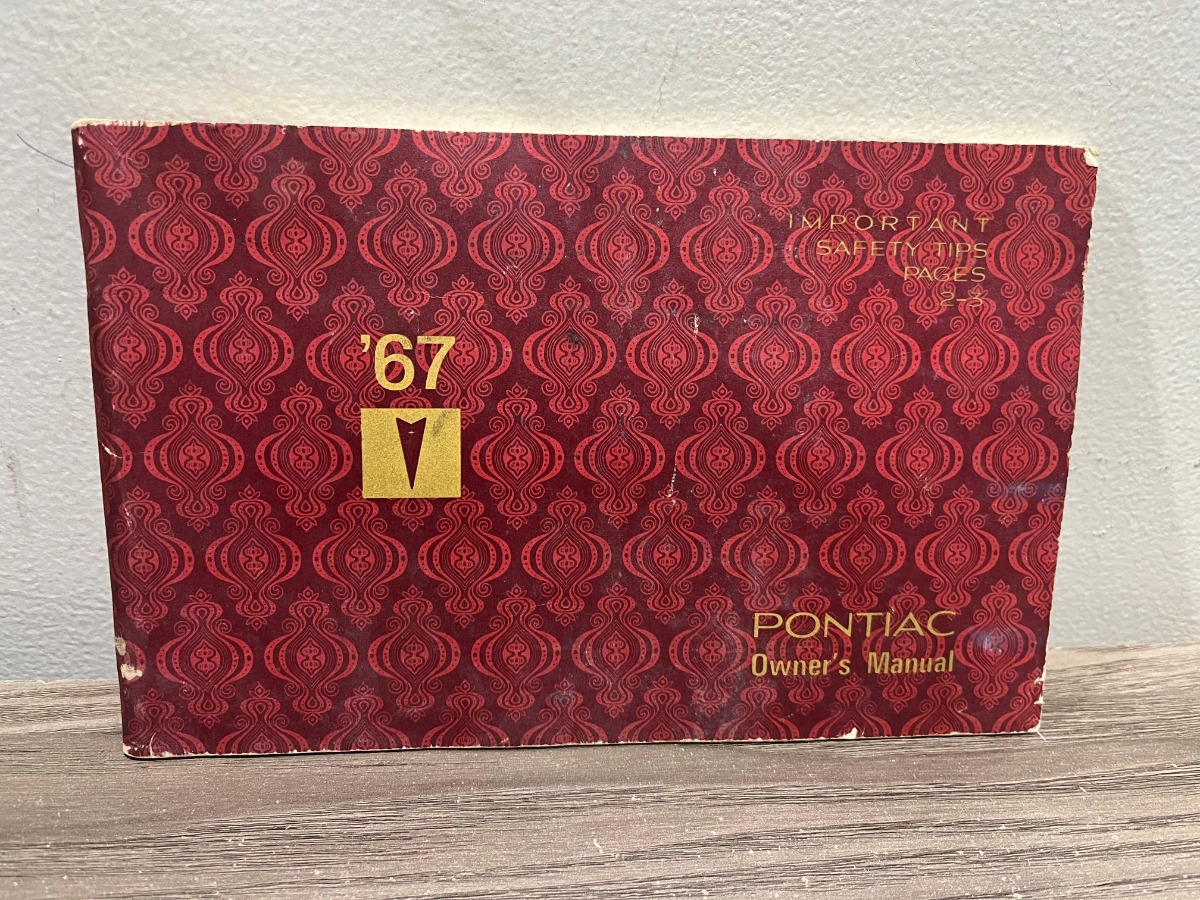 IMPORTANT
SAFETY TIPS
PAGES
2-3
'67
PONTIAC
Owner's Manual